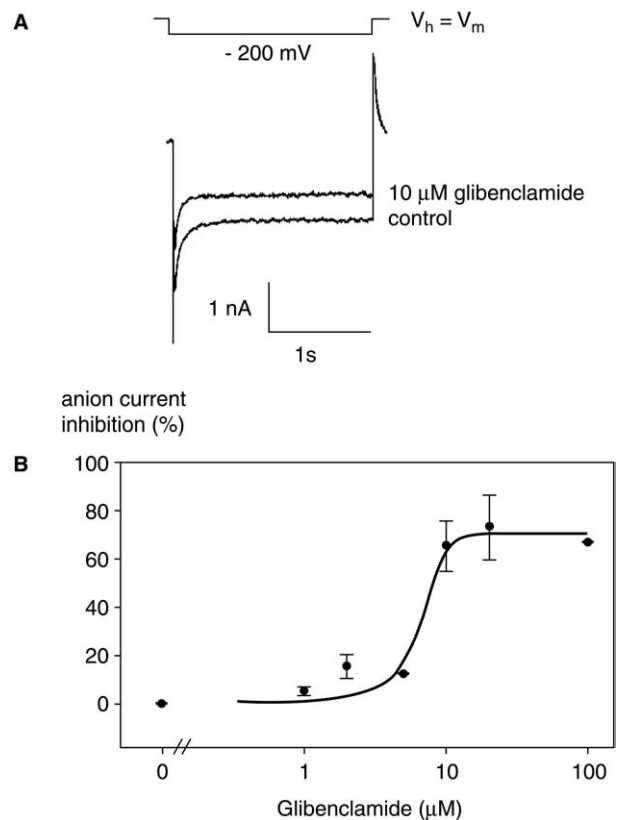 A
V_h = V_m
- 200 mV
10 μM glibenclamide
control
1 nA
1s
anion current
inhibition (%)
B
100
80
60
40
20
0
0 1 10 100
Glibenclamide (μM)